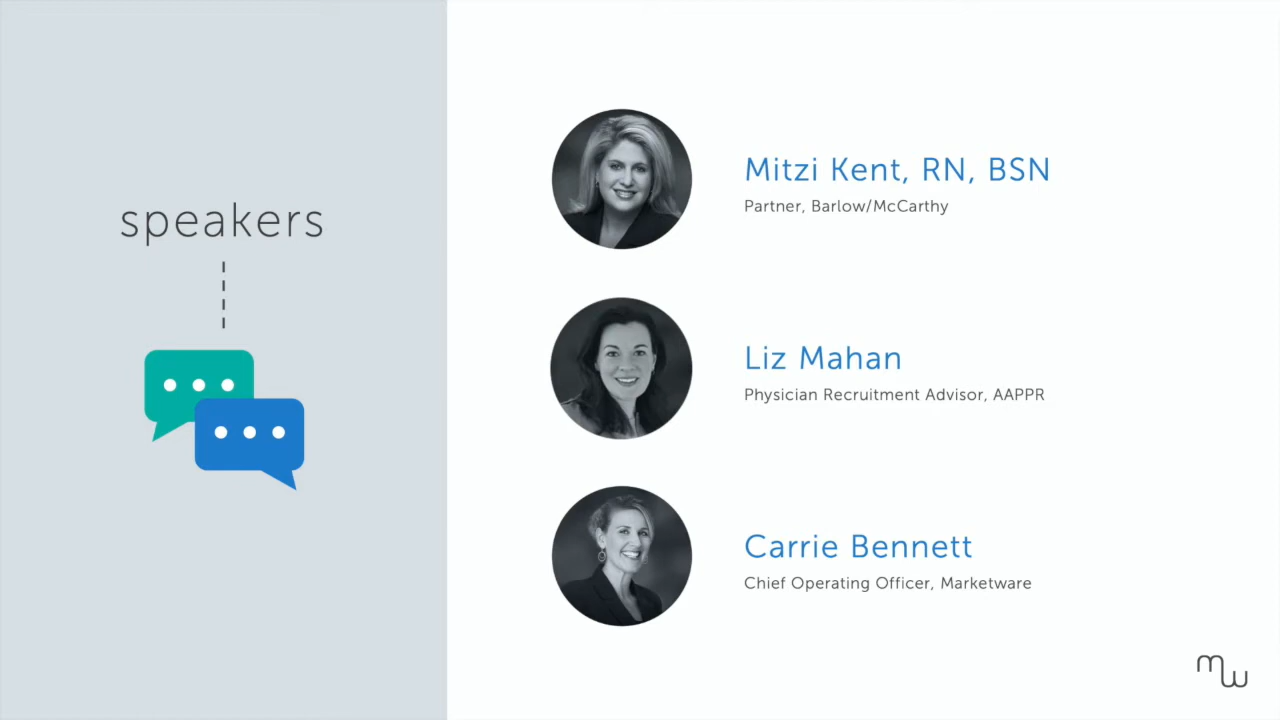 speakers
Mitzi Kent, RN, BSN
Partner, Barlow/McCarthy
Liz Mahan
Physician Recruitment Advisor, AAPPR
Carrie Bennett
Chief Operating Officer, Marketware
mw